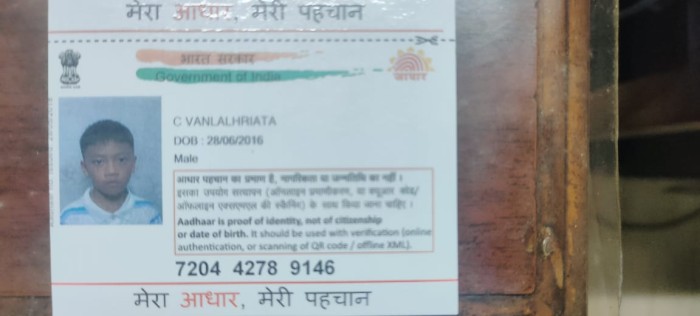 मेरा आधार, मेरी पहचान
भारत सरकार
Government of India
आधार
C VANLALHRIATA
DOB : 28/06/2016
Male
आधार पहचान का प्रमाण है, नागरिकता या जन्मतिथि का नहीं ।
इसका उपयोग सत्यापन (ऑनलाइन प्रमाणीकरण, या क्यूआर कोड/
ऑफलाइन एक्सएमएल की स्कैनिंग) के साथ किया जाना चाहिए ।
Aadhaar is proof of identity, not of citizenship
or date of birth. It should be used with verification (online
authentication, or scanning of QR code / offline XML).
7204 4278 9146
मेरा आधार, मेरी पहचान